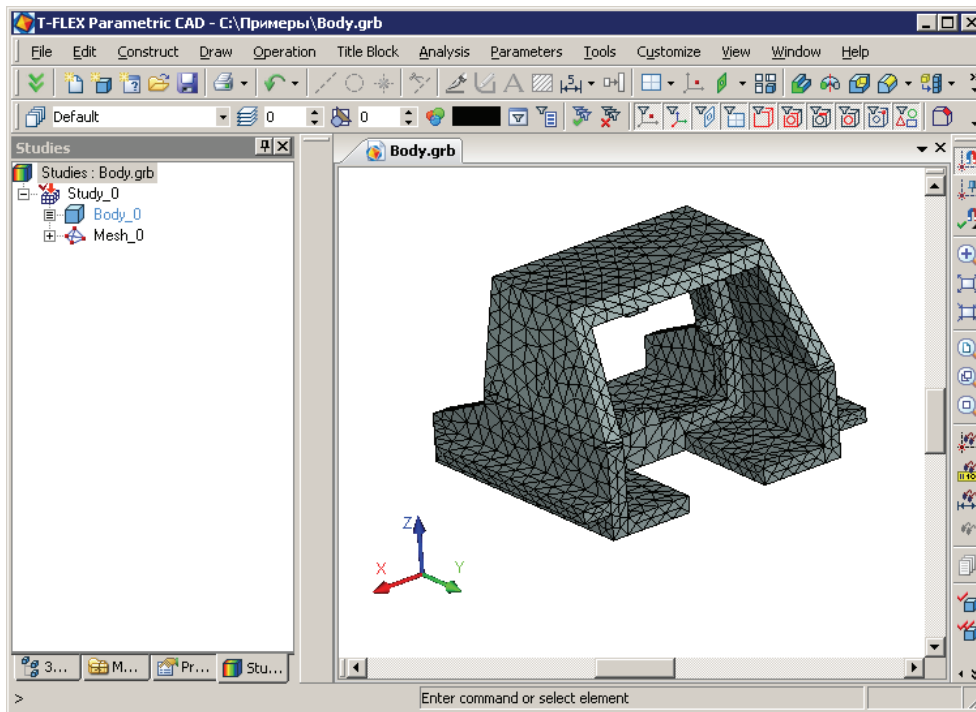 T-FLEX Parametric CAD - C:\Примеры\Body.grb
File Edit Construct Draw Operation Title Block Analysis Parameters Tools Customize View Window Help
Default 0 0
Studies
Body.grb
Studies : Body.grb
Study_0
Body_0
Mesh_0
Z
X
Y
3... M... Pr... Stu...
>
Enter command or select element